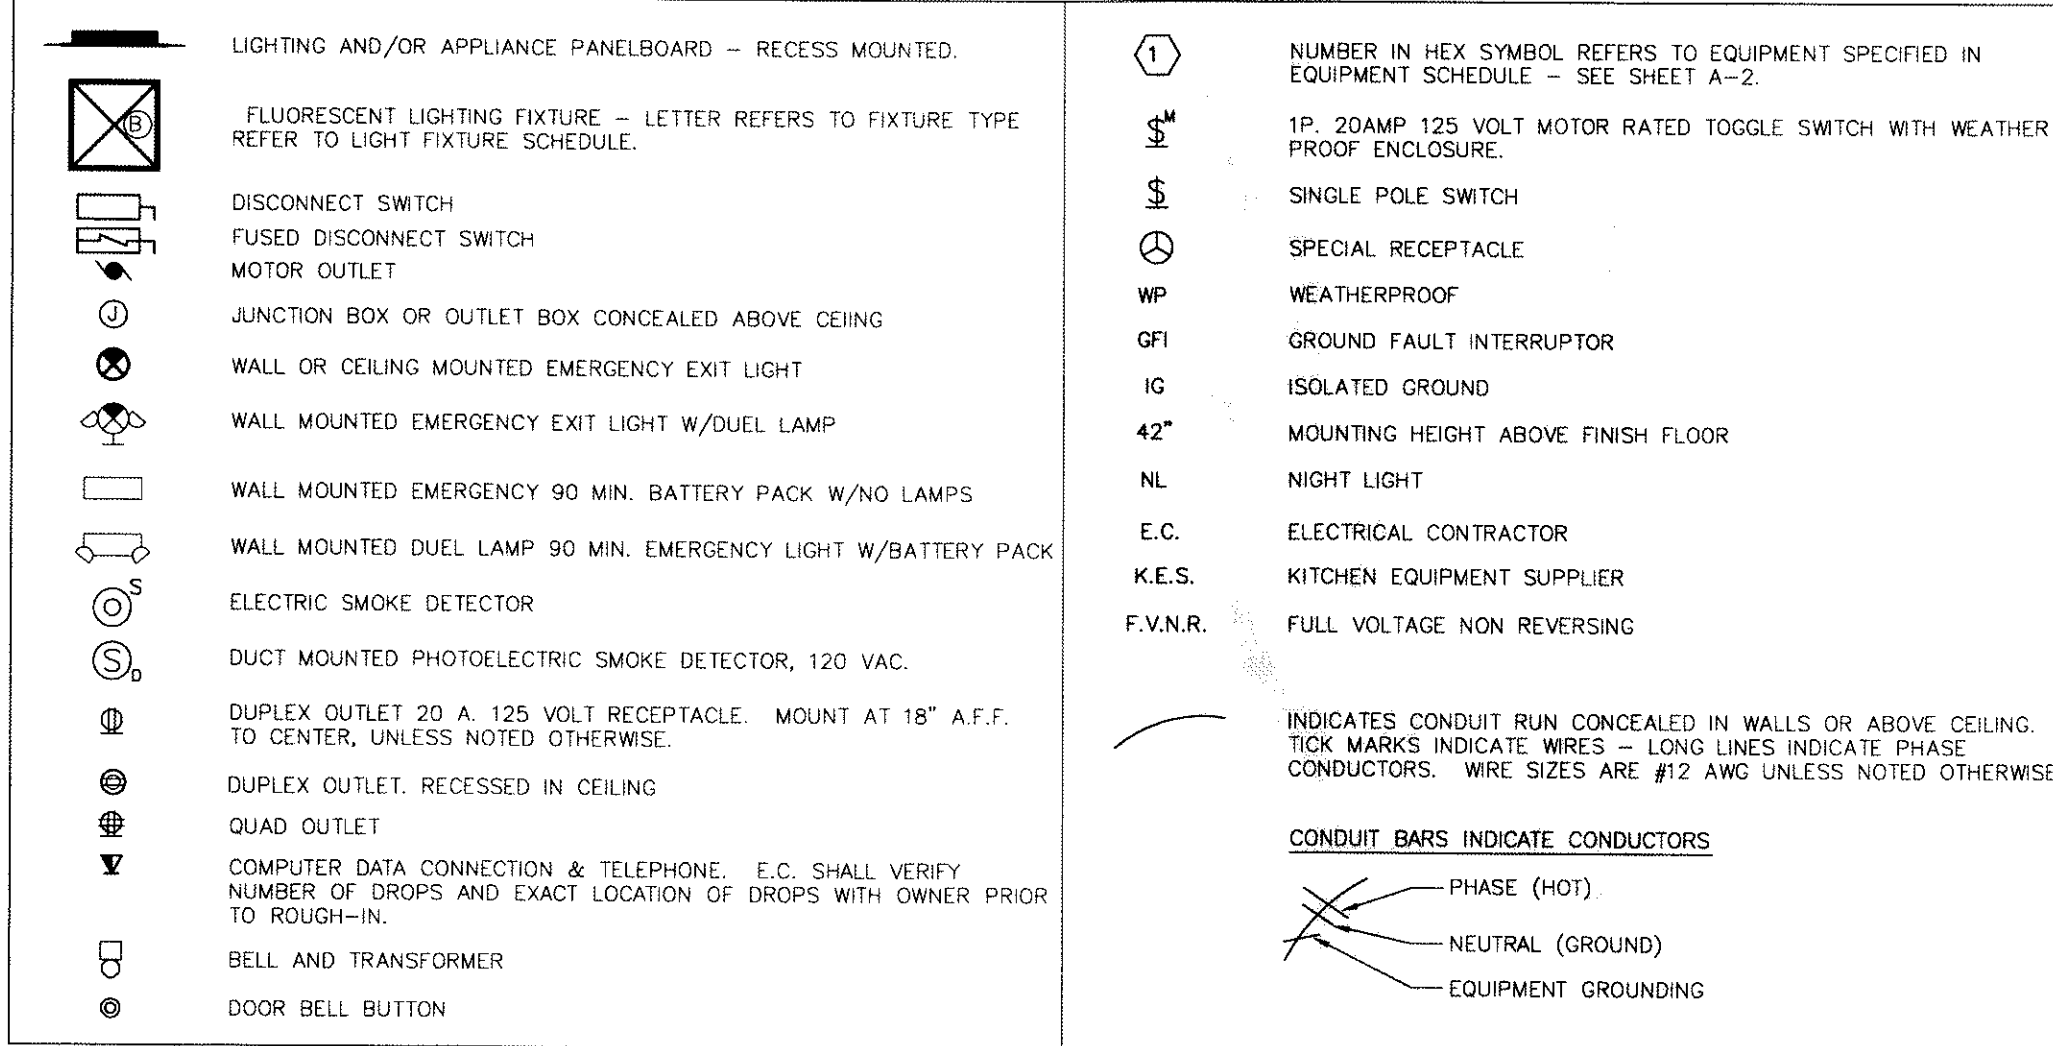 LIGHTING AND/OR APPLIANCE PANELBOARD – RECESS MOUNTED.
B
FLUORESCENT LIGHTING FIXTURE – LETTER REFERS TO FIXTURE TYPE
REFER TO LIGHT FIXTURE SCHEDULE.
DISCONNECT SWITCH
FUSED DISCONNECT SWITCH
MOTOR OUTLET
J
JUNCTION BOX OR OUTLET BOX CONCEALED ABOVE CEIING
WALL OR CEILING MOUNTED EMERGENCY EXIT LIGHT
WALL MOUNTED EMERGENCY EXIT LIGHT W/DUEL LAMP
WALL MOUNTED EMERGENCY 90 MIN. BATTERY PACK W/NO LAMPS
WALL MOUNTED DUEL LAMP 90 MIN. EMERGENCY LIGHT W/BATTERY PACK
S
ELECTRIC SMOKE DETECTOR
S D
DUCT MOUNTED PHOTOELECTRIC SMOKE DETECTOR, 120 VAC.
DUPLEX OUTLET 20 A. 125 VOLT RECEPTACLE. MOUNT AT 18" A.F.F.
TO CENTER, UNLESS NOTED OTHERWISE.
DUPLEX OUTLET. RECESSED IN CEILING
QUAD OUTLET
COMPUTER DATA CONNECTION & TELEPHONE. E.C. SHALL VERIFY
NUMBER OF DROPS AND EXACT LOCATION OF DROPS WITH OWNER PRIOR
TO ROUGH–IN.
BELL AND TRANSFORMER
DOOR BELL BUTTON
1
NUMBER IN HEX SYMBOL REFERS TO EQUIPMENT SPECIFIED IN
EQUIPMENT SCHEDULE – SEE SHEET A–2.
$M
1P. 20AMP 125 VOLT MOTOR RATED TOGGLE SWITCH WITH WEATHER
PROOF ENCLOSURE.
$
SINGLE POLE SWITCH
SPECIAL RECEPTACLE
WP WEATHERPROOF
GFI GROUND FAULT INTERRUPTOR
IG ISOLATED GROUND
42" MOUNTING HEIGHT ABOVE FINISH FLOOR
NL NIGHT LIGHT
E.C. ELECTRICAL CONTRACTOR
K.E.S. KITCHEN EQUIPMENT SUPPLIER
F.V.N.R. FULL VOLTAGE NON REVERSING
INDICATES CONDUIT RUN CONCEALED IN WALLS OR ABOVE CEILING.
TICK MARKS INDICATE WIRES – LONG LINES INDICATE PHASE
CONDUCTORS. WIRE SIZES ARE #12 AWG UNLESS NOTED OTHERWISE
CONDUIT BARS INDICATE CONDUCTORS
PHASE (HOT)
NEUTRAL (GROUND)
EQUIPMENT GROUNDING